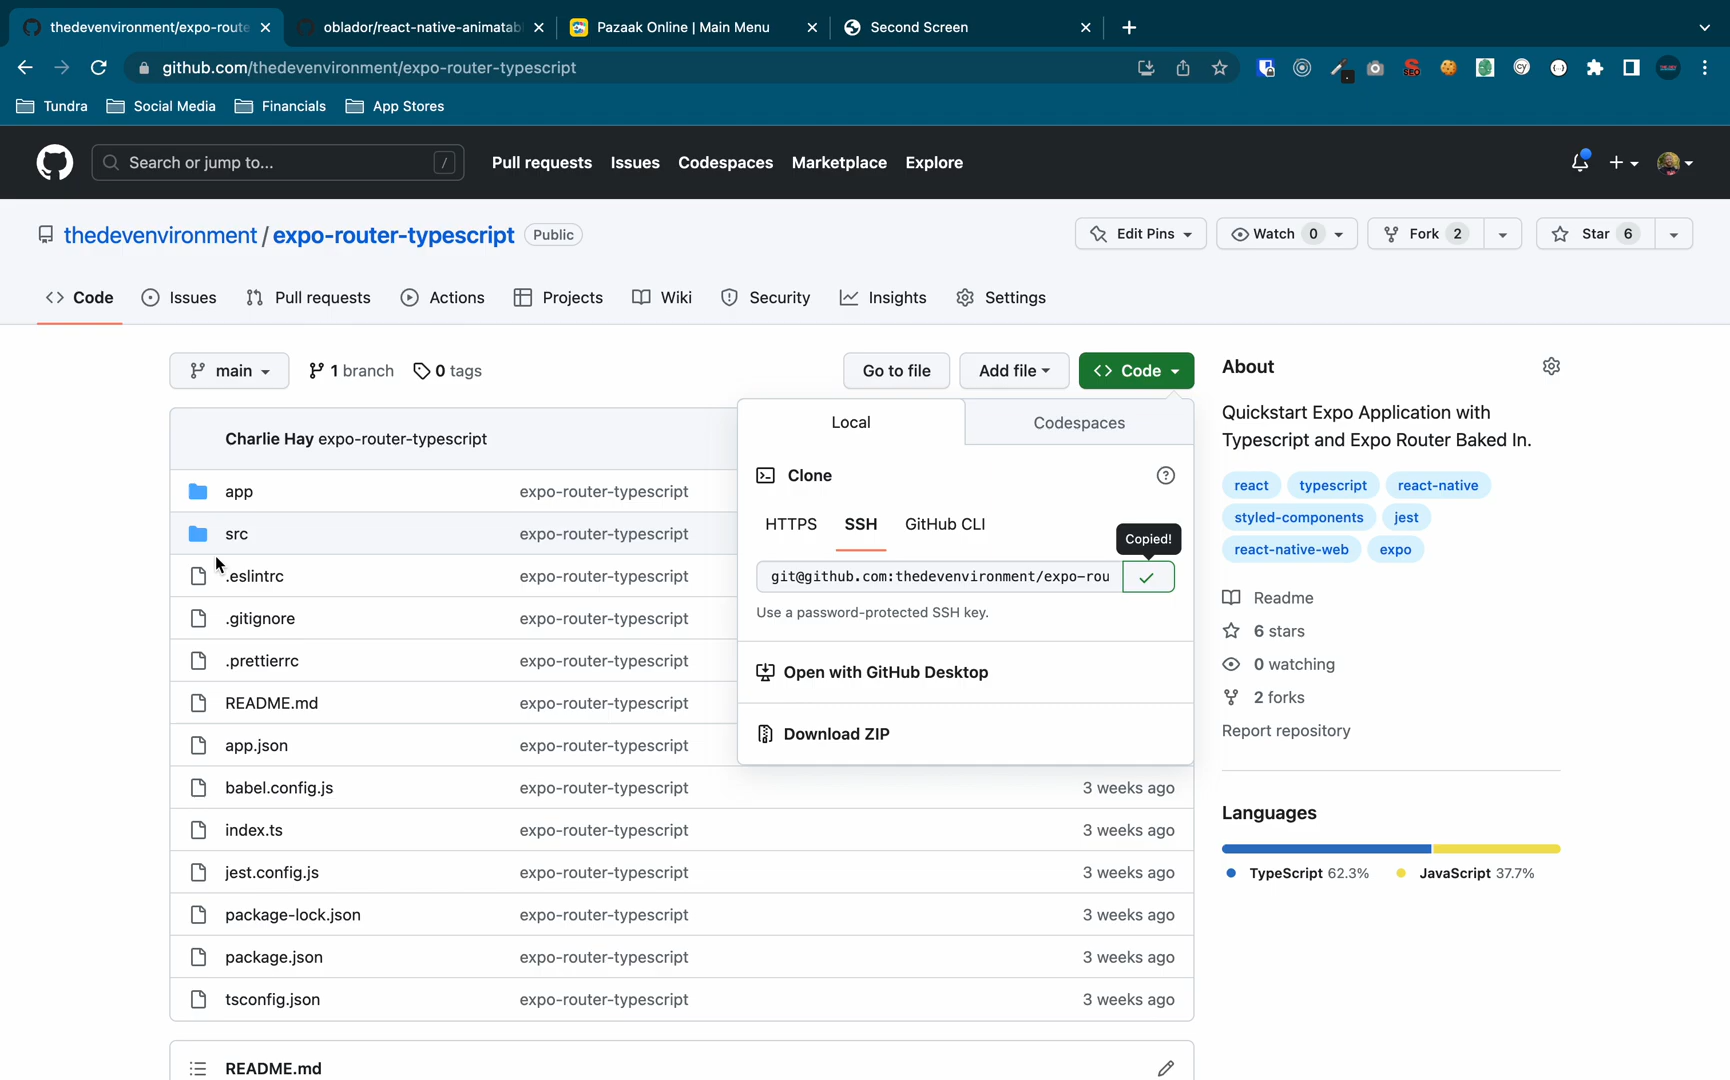 thedevenvironment/expo-route
oblador/react-native-animatab
Pazaak Online | Main Menu
Second Screen
github.com/thedevenvironment/expo-router-typescript
SEO
CY
Tundra
Social Media
Financials
App Stores
Search or jump to...
/
Pull requests
Issues
Codespaces
Marketplace
Explore
thedevenvironment / expo-router-typescript
Public
Edit Pins
Watch 0
Fork 2
Star 6
Code
Issues
Pull requests
Actions
Projects
Wiki
Security
Insights
Settings
main
1 branch
0 tags
Go to file
Add file
Code
Charlie Hay expo-router-typescript
app expo-router-typescript
src expo-router-typescript
.eslintrc expo-router-typescript
.gitignore expo-router-typescript
.prettierrc expo-router-typescript
README.md expo-router-typescript
app.json expo-router-typescript
babel.config.js expo-router-typescript 3 weeks ago
index.ts expo-router-typescript 3 weeks ago
jest.config.js expo-router-typescript 3 weeks ago
package-lock.json expo-router-typescript 3 weeks ago
package.json expo-router-typescript 3 weeks ago
tsconfig.json expo-router-typescript 3 weeks ago
README.md
Local
Codespaces
Clone
HTTPS
SSH
GitHub CLI
Copied!
git@github.com:thedevenvironment/expo-rou
Use a password-protected SSH key.
Open with GitHub Desktop
Download ZIP
About
Quickstart Expo Application with
Typescript and Expo Router Baked In.
react typescript react-native
styled-components jest
react-native-web expo
Readme
6 stars
0 watching
2 forks
Report repository
Languages
TypeScript 62.3% JavaScript 37.7%